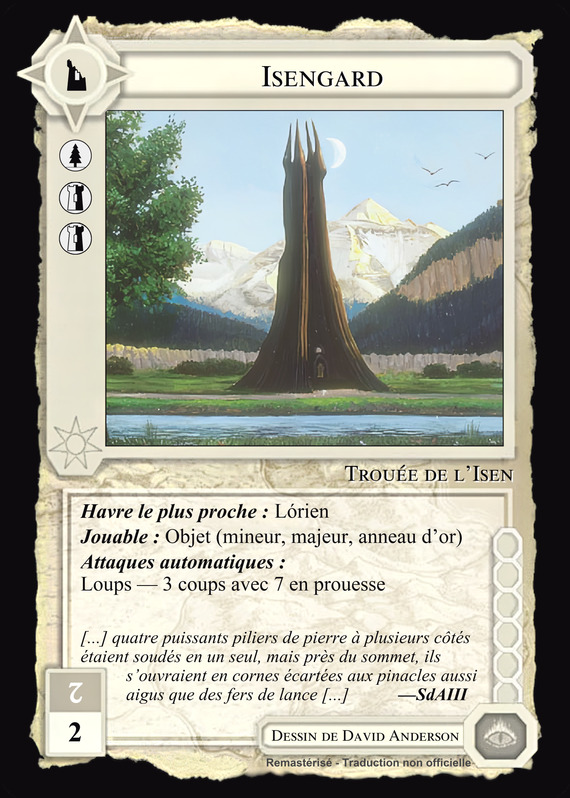 Isengard
Trouée de l'Isen
Havre le plus proche : Lórien
Jouable : Objet (mineur, majeur, anneau d'or)
Attaques automatiques :
Loups — 3 coups avec 7 en prouesse
[...] quatre puissants piliers de pierre à plusieurs côtés
étaient soudés en un seul, mais près du sommet, ils
s'ouvraient en cornes écartées aux pinacles aussi
aigus que des fers de lance [...] —SdAIII
2
2
Dessin de David Anderson
Remastérisé - Traduction non officielle